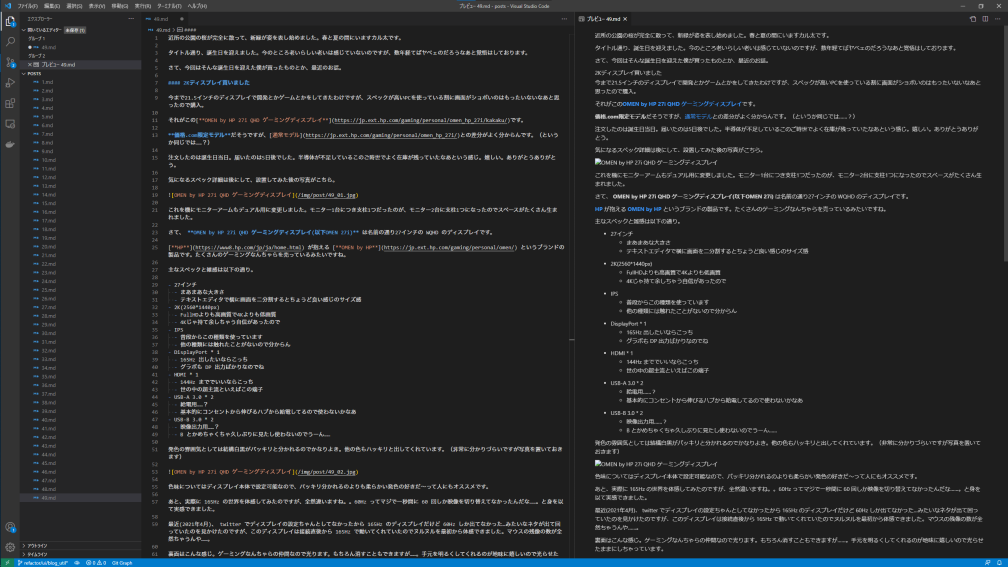 ファイル(F) 編集(E) 選択(S) 表示(V) 移動(G) 実行(R) ターミナル(T) ヘルプ(H)
プレビュー 49.md - posts - Visual Studio Code
エクスプローラー
開いているエディター 未保存 (1)
グループ 1
49.md
グループ 2
プレビュー 49.md
POSTS
1.md
2.md
3.md
4.md
5.md
6.md
7.md
8.md
9.md
10.md
11.md
12.md
13.md
14.md
15.md
16.md
17.md
18.md
19.md
20.md
21.md
22.md
23.md
24.md
25.md
26.md
27.md
28.md
29.md
30.md
31.md
32.md
33.md
34.md
35.md
36.md
37.md
38.md
39.md
40.md
41.md
42.md
43.md
44.md
45.md
46.md
47.md
48.md
49.md
アウトライン
タイムライン
49.md
49.md > ####
1 近所の公園の桜が完全に散って、新緑が姿を表し始めました。春と夏の間にいますカル太です。
2
3 タイトル通り、誕生日を迎えました。今のところ老いらしい老いは感じていないのですが、数年経てばヤベェのだろうなあと覚悟はしております。
4
5 さて、今回はそんな誕生日を迎えた僕が買ったものとか、最近のお話。
6
7 #### 2Kディスプレイ買いました
8
9 今まで21.5インチのディスプレイで開発とかゲームとかをしてきたわけですが、スペックが高いPCを使っている割に画面がショボいのはもったいないなあと思ったので購入。
10
11 それがこの[**OMEN by HP 27i QHD ゲーミングディスプレイ**](https://jp.ext.hp.com/gaming/personal/omen_hp_27i/kakaku/)です。
12
13 **価格.com限定モデル**だそうですが、[通常モデル](https://jp.ext.hp.com/gaming/personal/omen_hp_27i/)との差分がよく分からんです。（というか同じでは……？）
14
15 注文したのは誕生日当日。届いたのは5日後でした。半導体が不足しているこのご時世でよく在庫が残っていたなあという感じ。嬉しい。ありがとうありがとう。
16
17 気になるスペック詳細は後にして、設置してみた後の写真がこちら。
18
19 ![OMEN by HP 27i QHD ゲーミングディスプレイ](/img/post/49_01.jpg)
20
21 これを機にモニターアームもデュアル用に変更しました。モニター1台につき支柱1つだったのが、モニター2台に支柱1つになったのでスペースがたくさん生まれました。
22
23 さて、 **OMEN by HP 27i QHD ゲーミングディスプレイ(以下OMEN 27i)** は名前の通り27インチの WQHD のディスプレイです。
24
25 [**HP**](https://www8.hp.com/jp/ja/home.html) が抱える [**OMEN by HP**](https://jp.ext.hp.com/gaming/personal/omen/) というブランドの製品です。たくさんのゲーミングなんちゃらを売っているみたいですね。
26
27 主なスペックと雑感は以下の通り。
28
29 - 27インチ
30 - まあまあな大きさ
31 - テキストエディタで横に画面を二分割するとちょうど良い感じのサイズ感
32 - 2K(2560*1440px)
33 - FullHDよりも高画質で4Kよりも低画質
34 - 4Kじゃ持て余しちゃう自信があったので
35 - IPS
36 - 普段からこの種類を使っています
37 - 他の種類には触れたことがないので分からん
38 - DisplayPort * 1
39 - 165Hz 出したいならこっち
40 - グラボも DP 出力ばかりなのでね
41 - HDMI * 1
42 - 144Hz まででいいならこっち
43 - 世の中の超主流といえばこの端子
44 - USB-A 3.0 * 2
45 - 給電用……？
46 - 基本的にコンセントから伸びるハブから給電してるので使わないかなあ
47 - USB-B 3.0 * 2
48 - 映像出力用……？
49 - B とかめちゃくちゃ久しぶりに見たし使わないのでうーん……
50
51 発色の雰囲気としては結構白黒がパッキリと分かれるのでかなりよき。他の色もハッキリと出してくれています。（非常に分かりづらいですが写真を置いておきます）
52
53 ![OMEN by HP 27i QHD ゲーミングディスプレイ](/img/post/49_02.jpg)
54
55 色味についてはディスプレイ本体で設定可能なので、パッキリ分かれるのよりも柔らかい発色の好きだ〜って人にもオススメです。
56
57 あと、実際に 165Hz の世界を体感してみたのですが、全然違いますね。。60Hz ってマジで一秒間に 60 回しか映像を切り替えてなかったんだな……。と身を以て実感できました。
58
59 最近(2021年4月)、 twitter でディスプレイの設定ちゃんとしてなかったから 165Hz のディスプレイだけど 60Hz しか出てなかった…みたいなネタが出て回っていたのを見かけたのですが、このディスプレイは接続直後から 165Hz で動いてくれていたのでヌルヌルを最初から体感できました。マウスの残像の数が全然ちゃうんや……。
60
61 裏面はこんな感じ。ゲーミングなんちゃらの仲間なので光ります。もちろん消すこともできますが……。手元を明るくしてくれるのが地味に嬉しいので光らせ
プレビュー 49.md
近所の公園の桜が完全に散って、新緑が姿を表し始めました。春と夏の間にいますカル太です。
タイトル通り、誕生日を迎えました。今のところ老いらしい老いは感じていないのですが、数年経てばヤベェのだろうなあと覚悟はしております。
さて、今回はそんな誕生日を迎えた僕が買ったものとか、最近のお話。
2Kディスプレイ買いました
今まで21.5インチのディスプレイで開発とかゲームとかをしてきたわけですが、スペックが高いPCを使っている割に画面がショボいのはもったいないなあと
思ったので購入。
それがこのOMEN by HP 27i QHD ゲーミングディスプレイです。
価格.com限定モデルだそうですが、通常モデルとの差分がよく分からんです。（というか同じでは……？）
注文したのは誕生日当日。届いたのは5日後でした。半導体が不足しているこのご時世でよく在庫が残っていたなあという感じ。嬉しい。ありがとうありが
とう。
気になるスペック詳細は後にして、設置してみた後の写真がこちら。
OMEN by HP 27i QHD ゲーミングディスプレイ
これを機にモニターアームもデュアル用に変更しました。モニター1台につき支柱1つだったのが、モニター2台に支柱1つになったのでスペースがたくさん生
まれました。
さて、 OMEN by HP 27i QHD ゲーミングディスプレイ(以下OMEN 27i) は名前の通り27インチの WQHD のディスプレイです。
HP が抱える OMEN by HP というブランドの製品です。たくさんのゲーミングなんちゃらを売っているみたいですね。
主なスペックと雑感は以下の通り。
• 27インチ
まあまあな大きさ
テキストエディタで横に画面を二分割するとちょうど良い感じのサイズ感
• 2K(2560*1440px)
FullHDよりも高画質で4Kよりも低画質
4Kじゃ持て余しちゃう自信があったので
• IPS
普段からこの種類を使っています
他の種類には触れたことがないので分からん
• DisplayPort * 1
165Hz 出したいならこっち
グラボも DP 出力ばかりなのでね
• HDMI * 1
144Hz まででいいならこっち
世の中の超主流といえばこの端子
• USB-A 3.0 * 2
給電用……？
基本的にコンセントから伸びるハブから給電してるので使わないかなあ
• USB-B 3.0 * 2
映像出力用……？
B とかめちゃくちゃ久しぶりに見たし使わないのでうーん……
発色の雰囲気としては結構白黒がパッキリと分かれるのでかなりよき。他の色もハッキリと出してくれています。（非常に分かりづらいですが写真を置いて
おきます）
OMEN by HP 27i QHD ゲーミングディスプレイ
色味についてはディスプレイ本体で設定可能なので、パッキリ分かれるのよりも柔らかい発色の好きだ〜って人にもオススメです。
あと、実際に 165Hz の世界を体感してみたのですが、全然違いますね。。60Hz ってマジで一秒間に 60 回しか映像を切り替えてなかったんだな……。と身を
以て実感できました。
最近(2021年4月)、 twitter でディスプレイの設定ちゃんとしてなかったから 165Hz のディスプレイだけど 60Hz しか出てなかった…みたいなネタが出て回
っていたのを見かけたのですが、このディスプレイは接続直後から 165Hz で動いてくれていたのでヌルヌルを最初から体感できました。マウスの残像の数が全
然ちゃうんや……。
裏面はこんな感じ。ゲーミングなんちゃらの仲間なので光ります。もちろん消すこともできますが……。手元を明るくしてくれるのが地味に嬉しいので光らせ
たままにしちゃっています。
refactor/ui/blog_util* 0 0 Git Graph